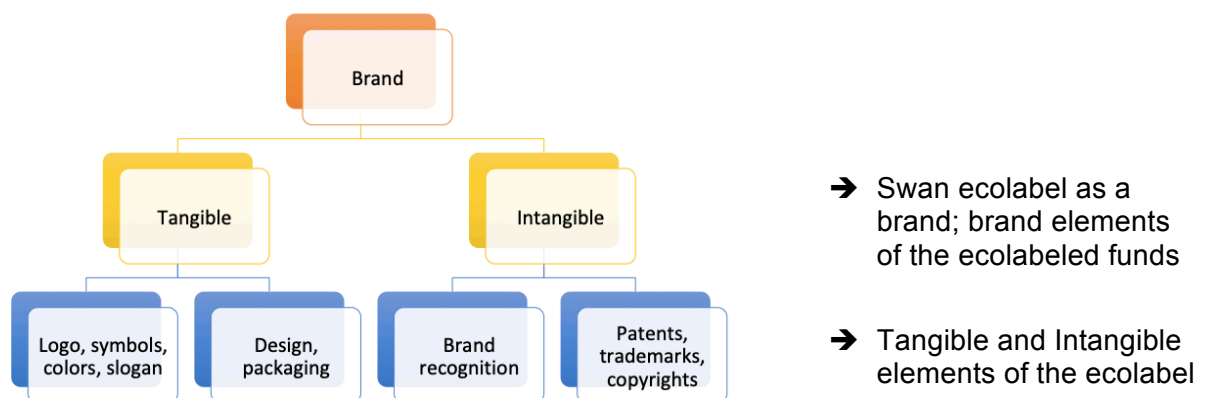 Brand
Tangible
Intangible
Logo, symbols,
colors, slogan
Design,
packaging
Brand
recognition
Patents,
trademarks,
copyrights
➔ Swan ecolabel as a
brand; brand elements
of the ecolabeled funds
➔ Tangible and Intangible
elements of the ecolabel